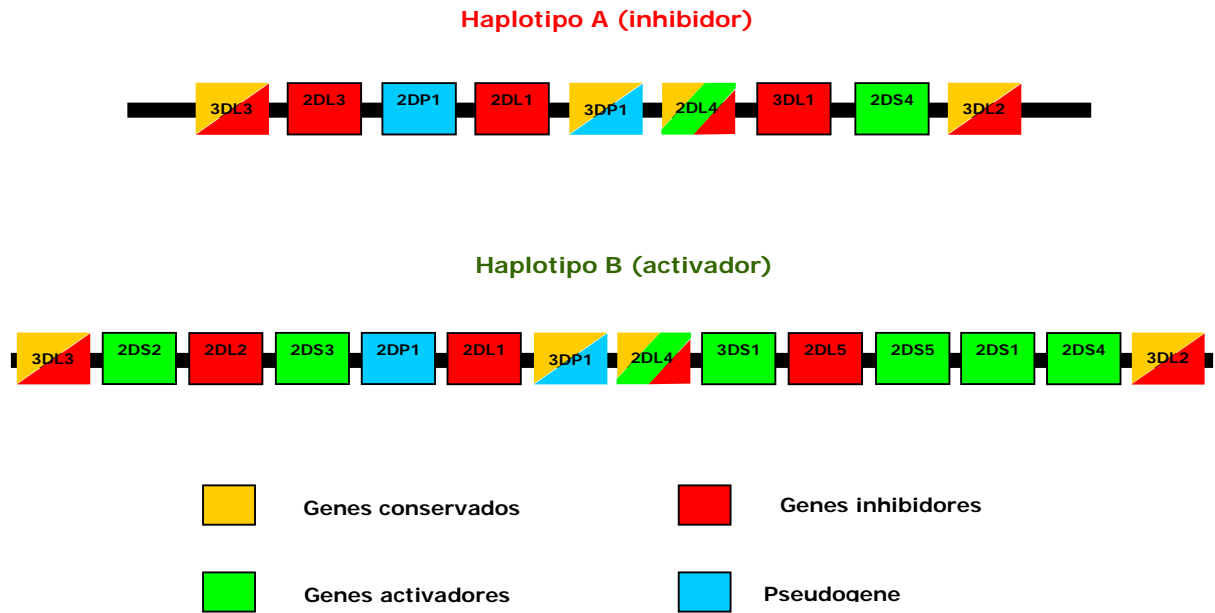 Haplotipo A (inhibidor)
3DL3 2DL3 2DP1 2DL1 3DP1 2DL4 3DL1 2DS4 3DL2
Haplotipo B (activador)
3DL3 2DS2 2DL2 2DS3 2DP1 2DL1 3DP1 2DL4 3DS1 2DL5 2DS5 2DS1 2DS4 3DL2
Genes conservados
Genes inhibidores
Genes activadores
Pseudogene